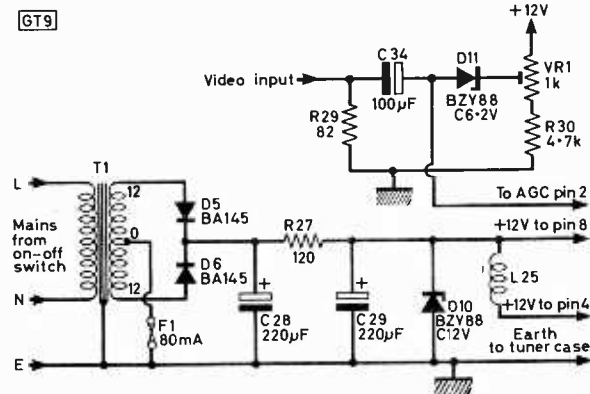 GT9
+12V
C34
100µF
D11
BZY88
C6·2V
VR1
1k
Video input
R29
82
R30
4·7k
To AGC pin 2
T1
L
12
0
12
Mains
from
on-off
switch
N
E
D5
BA145
D6
BA145
F1
80mA
R27
120
+
C28
220µF
+
C29
220µF
D10
BZY88
C12V
+12V to pin 8
L25
+12V to pin 4
Earth
to tuner case